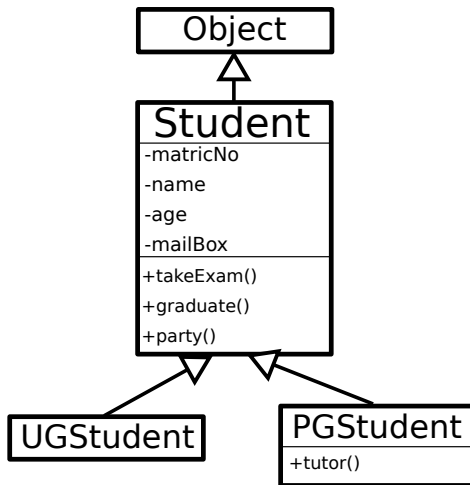 Object
Student
-matricNo
-name
-age
-mailBox
+takeExam()
+graduate()
+party()
UGStudent
PGStudent
+tutor()